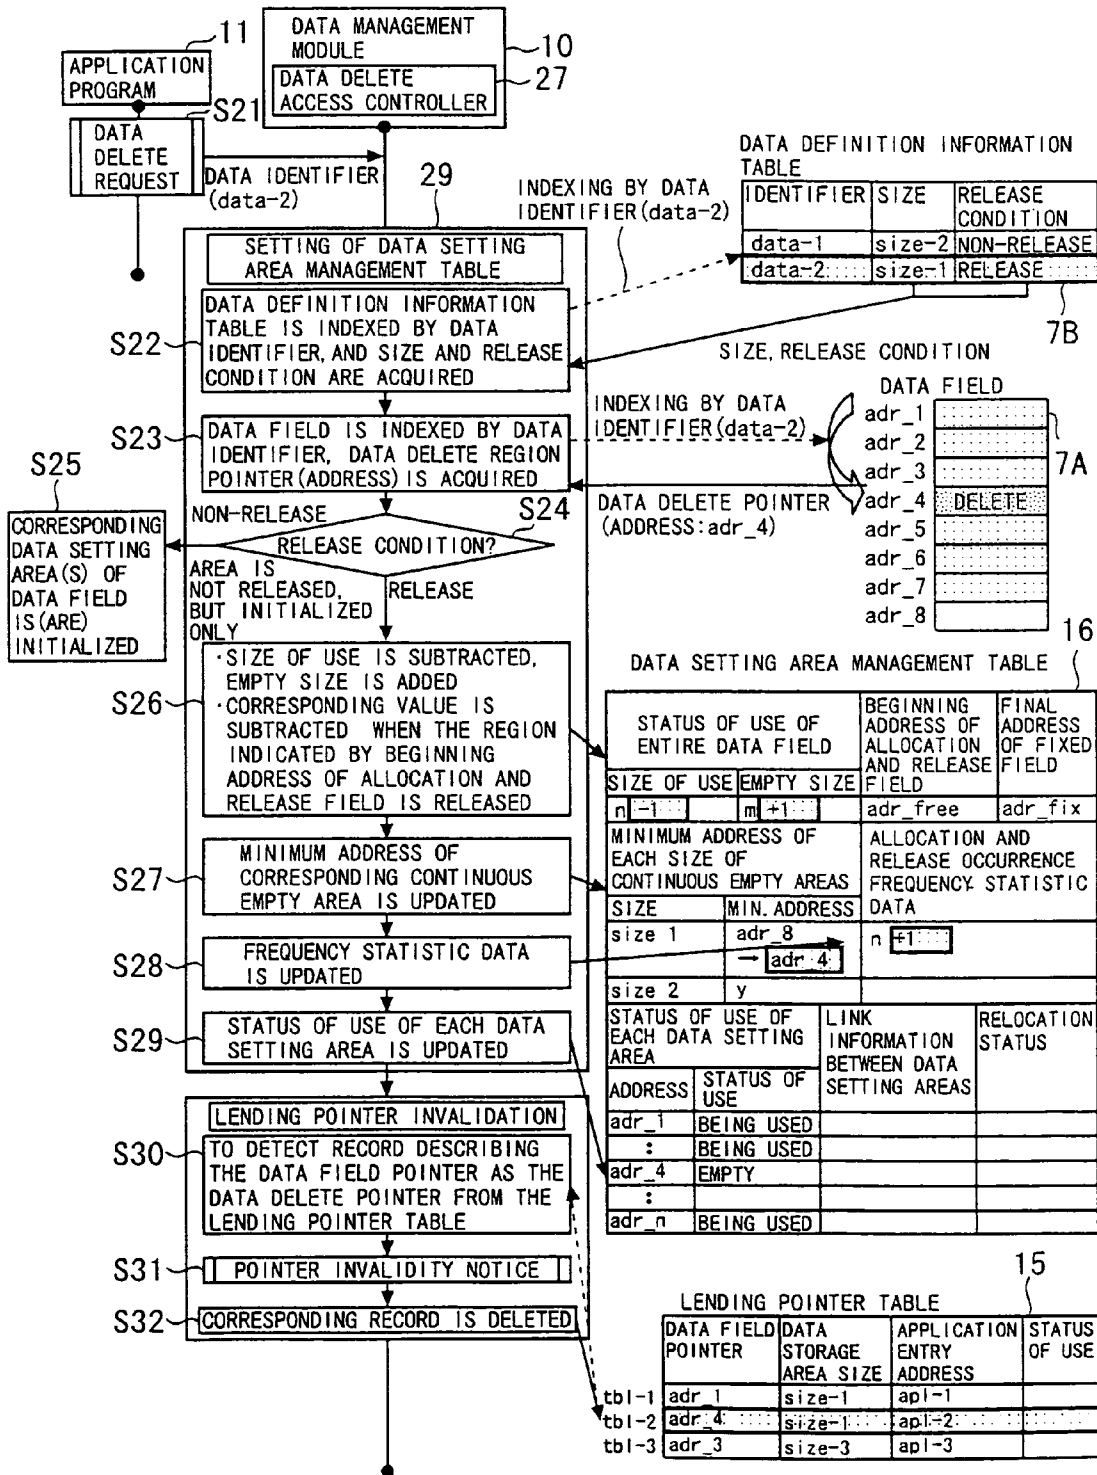 11
APPLICATION
PROGRAM
DATA MANAGEMENT
MODULE
10
DATA DELETE
ACCESS CONTROLLER
27
S21
DATA
DELETE
REQUEST
DATA IDENTIFIER
(data-2)
29
INDEXING BY DATA
IDENTIFIER(data-2)
DATA DEFINITION INFORMATION
TABLE
IDENTIFIER SIZE RELEASE
CONDITION
data-1 size-2 NON-RELEASE
data-2 size-1 RELEASE
7B
SETTING OF DATA SETTING
AREA MANAGEMENT TABLE
S22
DATA DEFINITION INFORMATION
TABLE IS INDEXED BY DATA
IDENTIFIER, AND SIZE AND RELEASE
CONDITION ARE ACQUIRED
SIZE, RELEASE CONDITION
S23
DATA FIELD IS INDEXED BY DATA
IDENTIFIER, DATA DELETE REGION
POINTER(ADDRESS) IS ACQUIRED
INDEXING BY DATA
IDENTIFIER(data-2)
DATA DELETE POINTER
(ADDRESS:adr_4)
DATA FIELD
adr_1
adr_2
adr_3
adr_4 DELETE
adr_5
adr_6
adr_7
adr_8
7A
S25
CORRESPONDING
DATA SETTING
AREA(S) OF
DATA FIELD
IS(ARE)
INITIALIZED
NON-RELEASE
S24
RELEASE CONDITION?
AREA IS
NOT RELEASED,
BUT INITIALIZED
ONLY
RELEASE
S26
·SIZE OF USE IS SUBTRACTED,
EMPTY SIZE IS ADDED
·CORRESPONDING VALUE IS
SUBTRACTED WHEN THE REGION
INDICATED BY BEGINNING
ADDRESS OF ALLOCATION AND
RELEASE FIELD IS RELEASED
S27
MINIMUM ADDRESS OF
CORRESPONDING CONTINUOUS
EMPTY AREA IS UPDATED
S28
FREQUENCY STATISTIC DATA
IS UPDATED
S29
STATUS OF USE OF EACH DATA
SETTING AREA IS UPDATED
16
DATA SETTING AREA MANAGEMENT TABLE
STATUS OF USE OF
ENTIRE DATA FIELD
BEGINNING
ADDRESS OF
ALLOCATION
AND RELEASE
FIELD
FINAL
ADDRESS
OF FIXED
FIELD
SIZE OF USE EMPTY SIZE
n -1 m +1 adr_free adr_fix
MINIMUM ADDRESS OF
EACH SIZE OF
CONTINUOUS EMPTY AREAS
ALLOCATION AND
RELEASE OCCURRENCE
FREQUENCY STATISTIC
DATA
SIZE MIN. ADDRESS
size 1 adr_8
→ adr 4
n +1
size 2 y
STATUS OF USE OF
EACH DATA SETTING
AREA
LINK
INFORMATION
BETWEEN DATA
SETTING AREAS
RELOCATION
STATUS
ADDRESS STATUS OF
USE
adr_1 BEING USED
: BEING USED
adr_4 EMPTY
:
adr_n BEING USED
LENDING POINTER INVALIDATION
S30
TO DETECT RECORD DESCRIBING
THE DATA FIELD POINTER AS THE
DATA DELETE POINTER FROM THE
LENDING POINTER TABLE
S31
POINTER INVALIDITY NOTICE
S32
CORRESPONDING RECORD IS DELETED
15
LENDING POINTER TABLE
DATA FIELD
POINTER
DATA
STORAGE
AREA SIZE
APPLICATION
ENTRY
ADDRESS
STATUS
OF USE
tbl-1 adr_1 size-1 apl-1
tbl-2 adr_4 size-1 apl-2
tbl-3 adr_3 size-3 apl-3